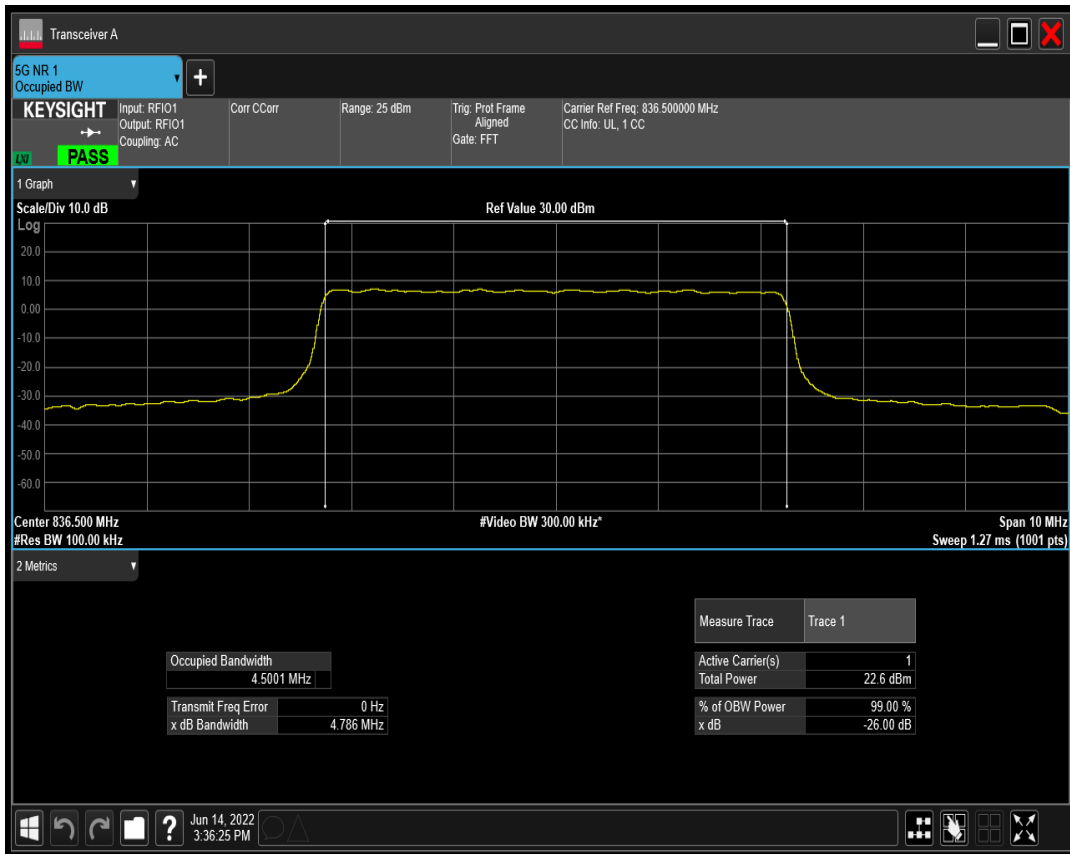 Transceiver A
5G NR 1
Occupied BW
+
KEYSIGHT
LXI
PASS
Input: RFIO1
Output: RFIO1
Coupling: AC
Corr CCorr
Range: 25 dBm
Trig: Prot Frame
Aligned
Gate: FFT
Carrier Ref Freq: 836.500000 MHz
CC Info: UL, 1 CC
1 Graph
Scale/Div 10.0 dB
Ref Value 30.00 dBm
Log
20.0
10.0
0.00
-10.0
-20.0
-30.0
-40.0
-50.0
-60.0
Center 836.500 MHz
#Video BW 300.00 kHz*
Span 10 MHz
#Res BW 100.00 kHz
Sweep 1.27 ms (1001 pts)
2 Metrics
Measure Trace Trace 1
Occupied Bandwidth
4.5001 MHz
Active Carrier(s) 1
Total Power 22.6 dBm
Transmit Freq Error 0 Hz
x dB Bandwidth 4.786 MHz
% of OBW Power 99.00 %
x dB -26.00 dB
?
Jun 14, 2022
3:36:25 PM